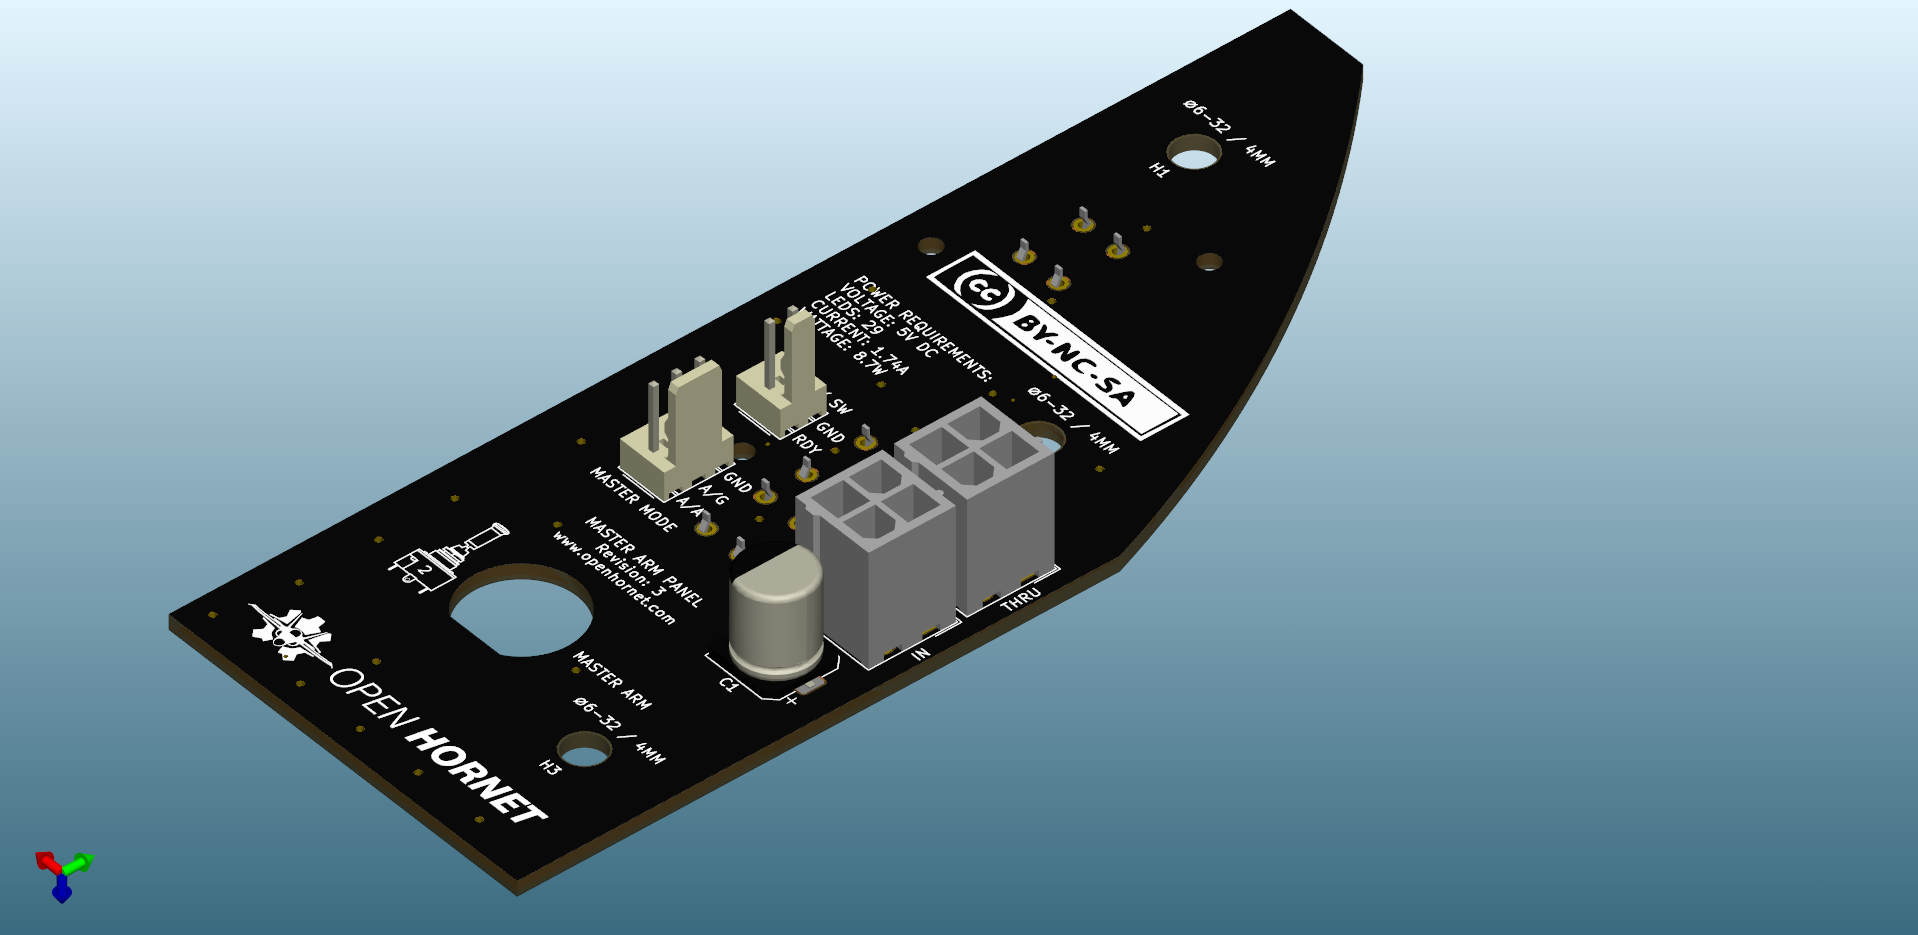 ø6-32 / 4MM
H1
CC BY-NC-SA
POWER REQUIREMENTS:
VOLTAGE: 5V DC
LEDS: 29
CURRENT: 1.74A
8.7W
ø6-32 / 4MM
SW
GND
RDY
GND
A/G
A/A
MASTER MODE
MASTER ARM PANEL
Revision: 3
www.openhornet.com
1 2
THRU
IN
C1
+
MASTER ARM
ø6-32 / 4MM
H3
OPEN HORNET